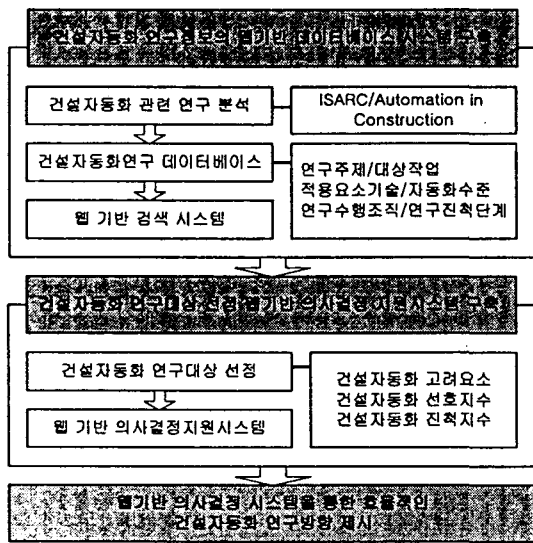 건설자동화 연구정보의 웹기반 데이터베이스 시스템 구축
건설자동화 관련 연구 분석
ISARC/Automation in
Construction
건설자동화연구 데이터베이스
연구주제/대상작업
적용요소기술/자동화수준
연구수행조직/연구진척단계
웹 기반 검색 시스템
건설자동화 연구대상 선정 웹기반 의사결정 지원시스템 구축
건설자동화 연구대상 선정
건설자동화 고려요소
건설자동화 선호지수
건설자동화 진척지수
웹 기반 의사결정지원시스템
웹기반 의사결정 시스템을 통한 효율적인
건설자동화 연구방향 제시